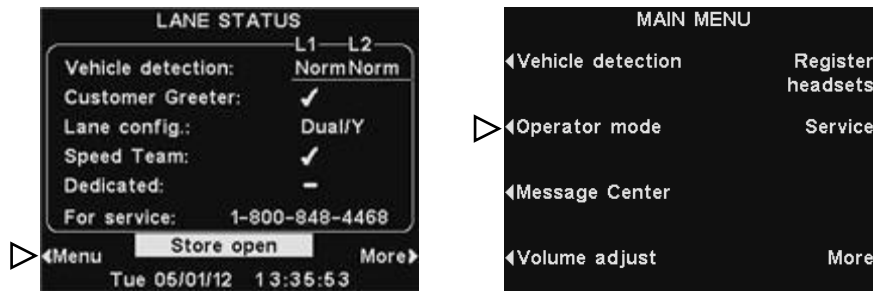 LANE STATUS
L1 L2
Vehicle detection: Norm Norm
Customer Greeter: ✓
Lane config.: Dual/Y
Speed Team: ✓
Dedicated: –
For service: 1-800-848-4468
Store open
Menu More
Tue 05/01/12 13:35:53
MAIN MENU
Vehicle detection Register
headsets
Operator mode Service
Message Center
Volume adjust More